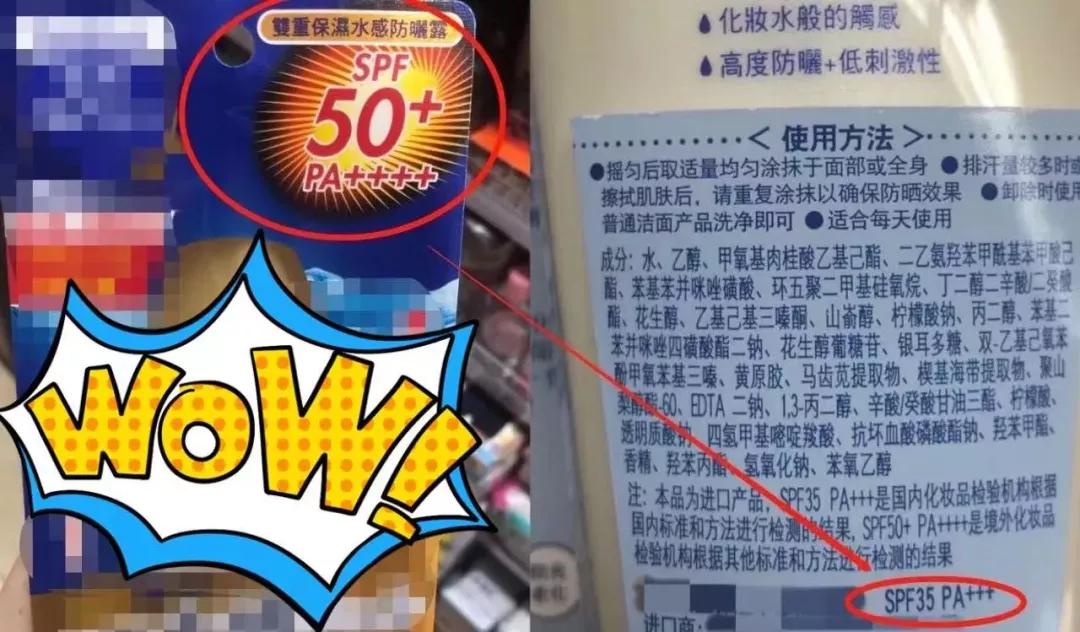 雙重保濕水感防曬露
SPF
50+
PA++++
WOW!
化妝水般的觸感
高度防曬+低刺激性
<使用方法>
●摇匀后取适量均匀涂抹于面部或全身 ●排汗量较多时或
擦拭肌肤后，请重复涂抹以确保防晒效果 ●卸除时使用
普通洁面产品洗净即可 ●适合每天使用
成分：水、乙醇、甲氧基肉桂酸乙基己酯、二乙氨羟苯甲酰基苯甲酸己
酯、苯基苯并咪唑磺酸、环五聚二甲基硅氧烷、丁二醇二辛酸/二癸酸
酯、花生醇、乙基己基三嗪酮、山嵛醇、柠檬酸钠、丙二醇、苯基二
苯并咪唑四磺酸酯二钠、花生醇葡糖苷、银耳多糖、双-乙基己氧苯
酚甲氧苯基三嗪、黄原胶、马齿苋提取物、楔基海带提取物、聚山
梨醇酯-60、EDTA 二钠、1,3-丙二醇、辛酸/癸酸甘油三酯、柠檬酸、
透明质酸钠、四氢甲基嘧啶羧酸、抗坏血酸磷酸酯钠、羟苯甲酯、
香精、羟苯丙酯、氢氧化钠、苯氧乙醇
注：本品为进口产品，SPF35 PA+++是国内化妆品检验机构根据
国内标准和方法进行检测的结果，SPF50+ PA++++是境外化妆品
检验机构根据其他标准和方法进行检测的结果
SPF35 PA+++
进口商：